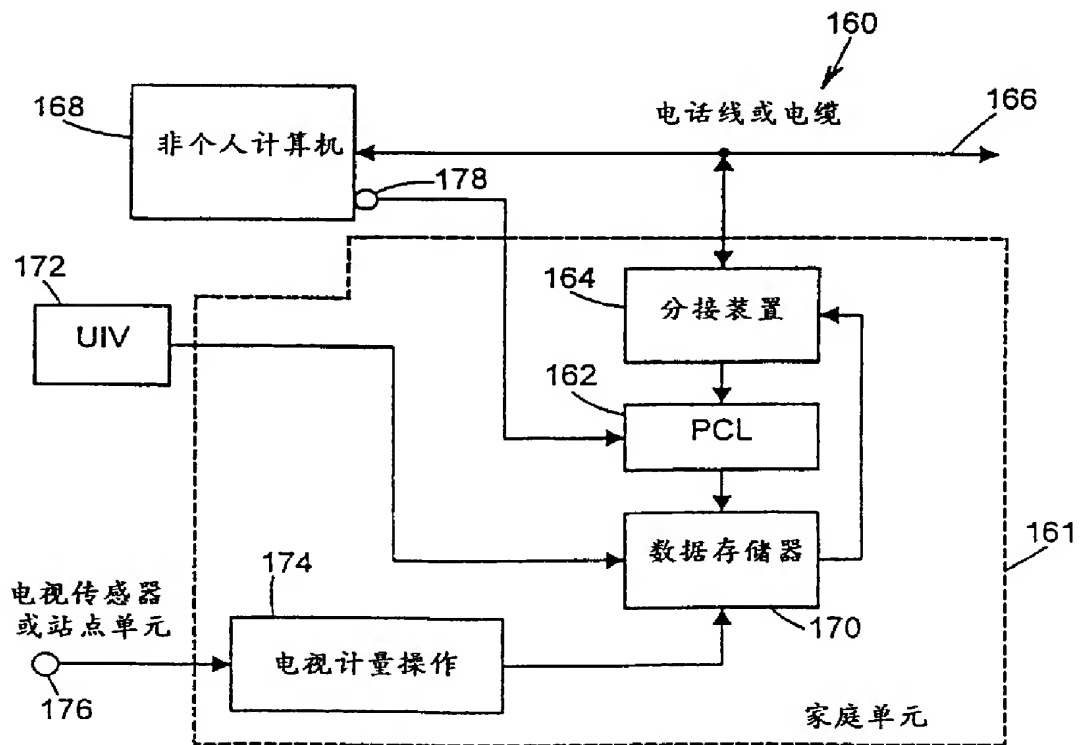 160
168
非个人计算机
电话线或电缆
166
178
172
UIV
164
分接装置
162
PCL
数据存储器
161
170
174
电视传感器
或站点单元
电视计量操作
176
家庭单元